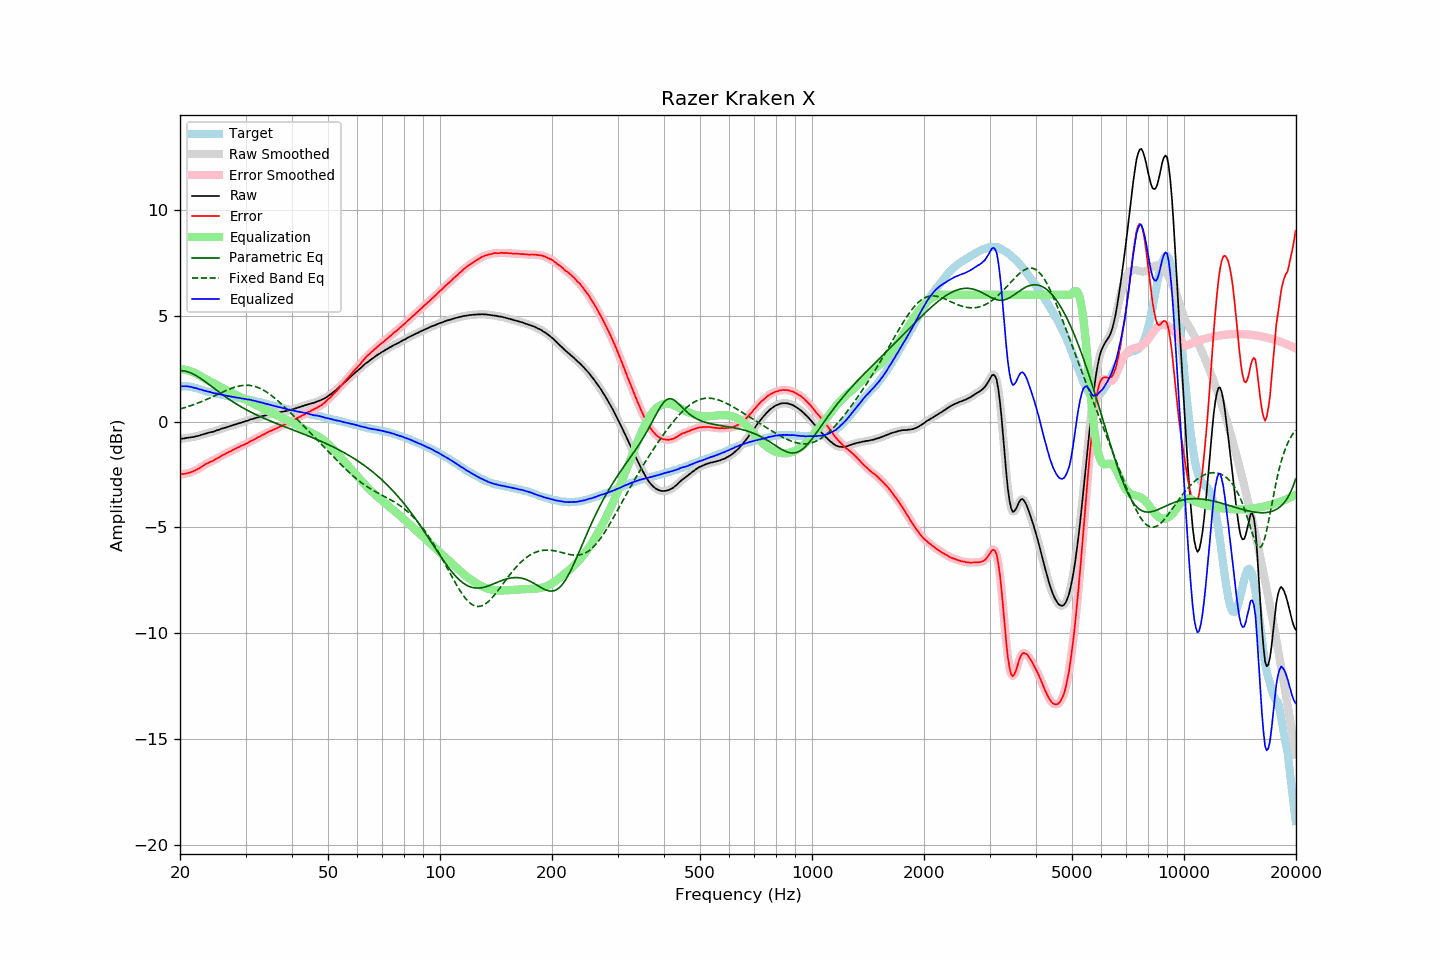 Razer Kraken X
Target
Raw Smoothed
Error Smoothed
Raw
Error
Equalization
Parametric Eq
Fixed Band Eq
Equalized
Amplitude (dBr)
10
5
0
−5
−10
−15
−20
20 50 100 200 500 1000 2000 5000 10000 20000
Frequency (Hz)